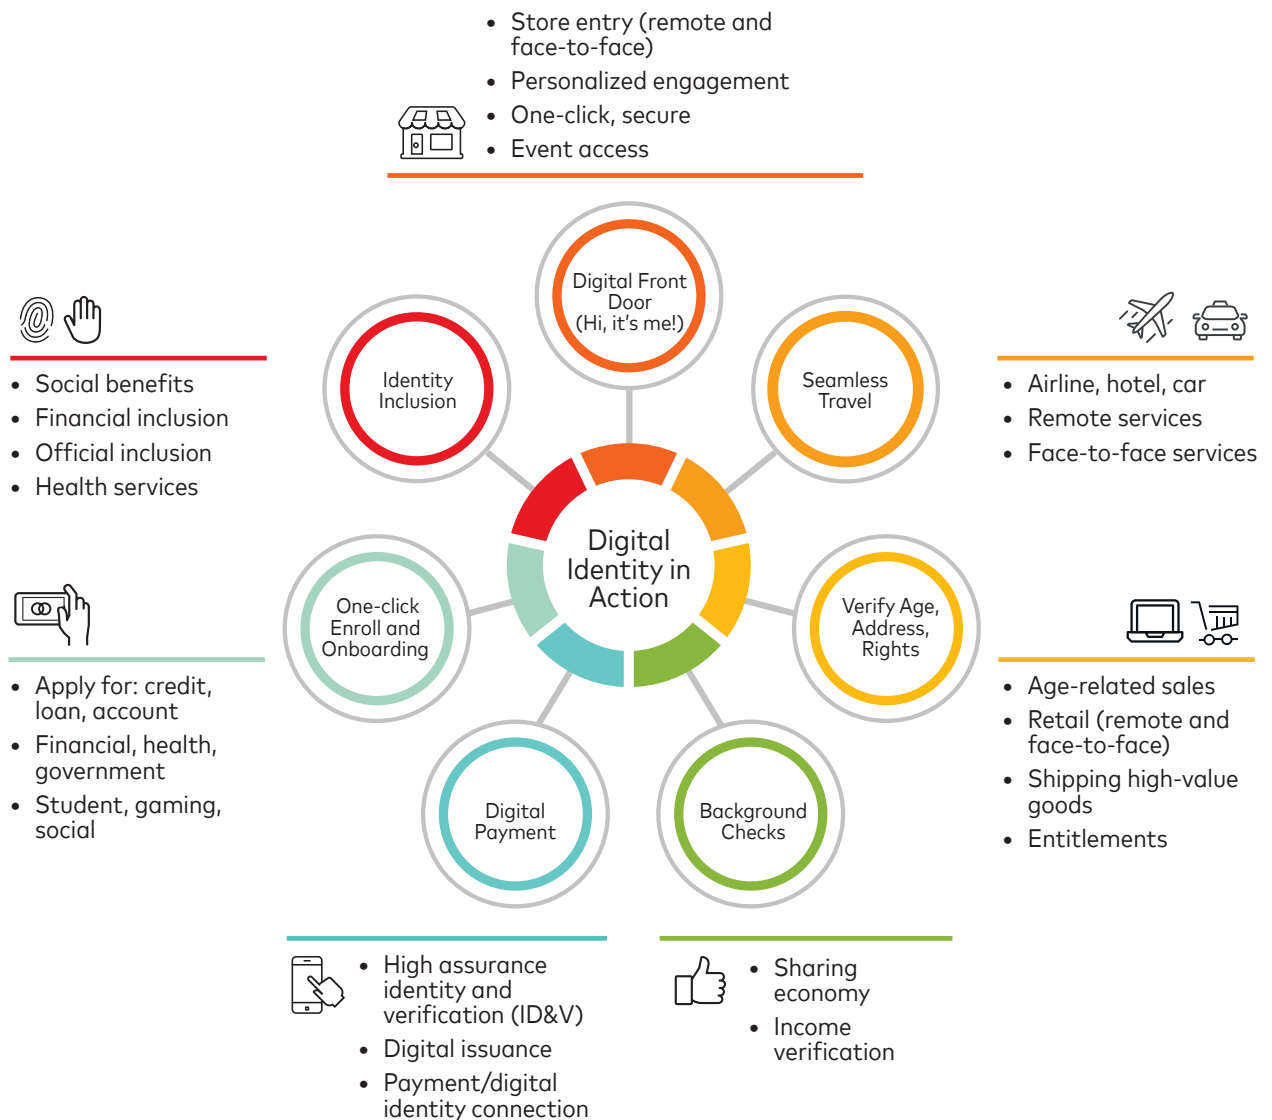 • Store entry (remote and
face-to-face)
• Personalized engagement
• One-click, secure
• Event access
Digital Front
Door
(Hi, it's me!)
Identity
Inclusion
Seamless
Travel
• Social benefits
• Financial inclusion
• Official inclusion
• Health services
• Airline, hotel, car
• Remote services
• Face-to-face services
Digital
Identity in
Action
One-click
Enroll and
Onboarding
Verify Age,
Address,
Rights
• Apply for: credit,
loan, account
• Financial, health,
government
• Student, gaming,
social
• Age-related sales
• Retail (remote and
face-to-face)
• Shipping high-value
goods
• Entitlements
Digital
Payment
Background
Checks
• High assurance
identity and
verification (ID&V)
• Digital issuance
• Payment/digital
identity connection
• Sharing
economy
• Income
verification